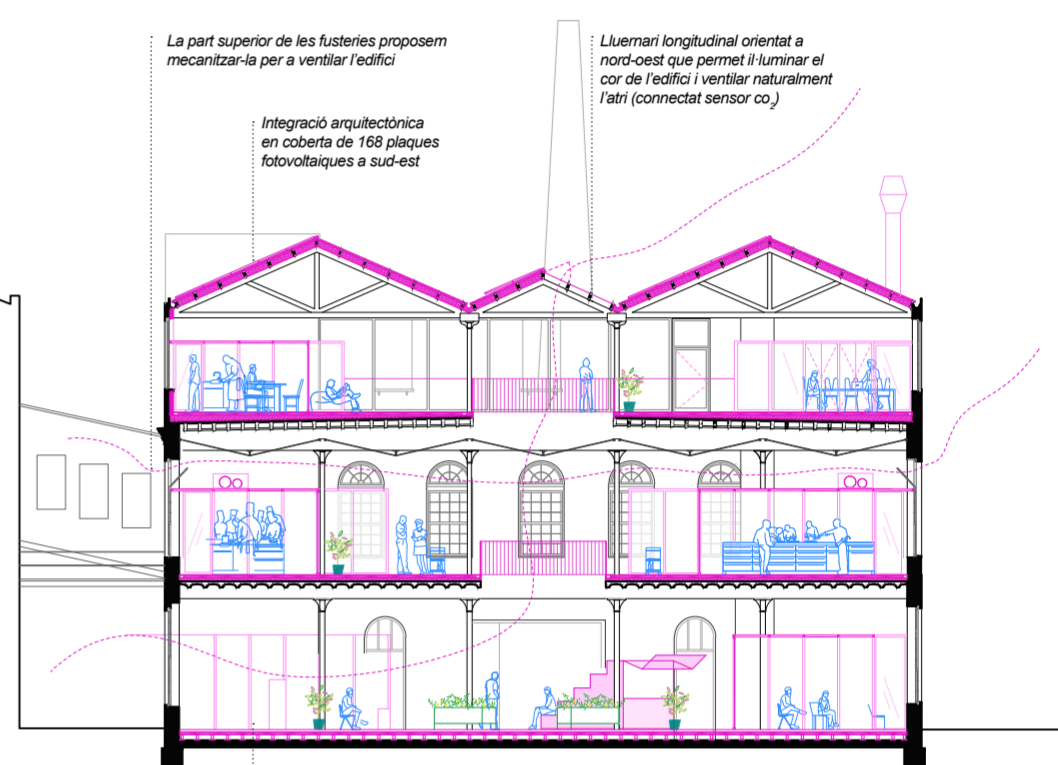 La part superior de les fusteries proposem
mecanitzar-la per a ventilar l'edifici
Integració arquitectònica
en coberta de 168 plaques
fotovoltaiques a sud-est
Lluernari longitudinal orientat a
nord-oest que permet il·luminar el
cor de l'edifici i ventilar naturalment
l'atri (connectat sensor co₂)